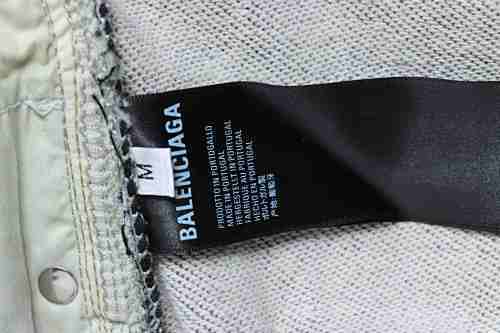 BALENCIAGA
PRODOTTO IN PORTOGALLO
MADE IN PORTUGAL
HERGESTELLT IN PORTUGAL
FABRIQUÉ AU PORTUGAL
HECHO EN PORTUGAL
ポルトガル製
产地:葡萄牙
M